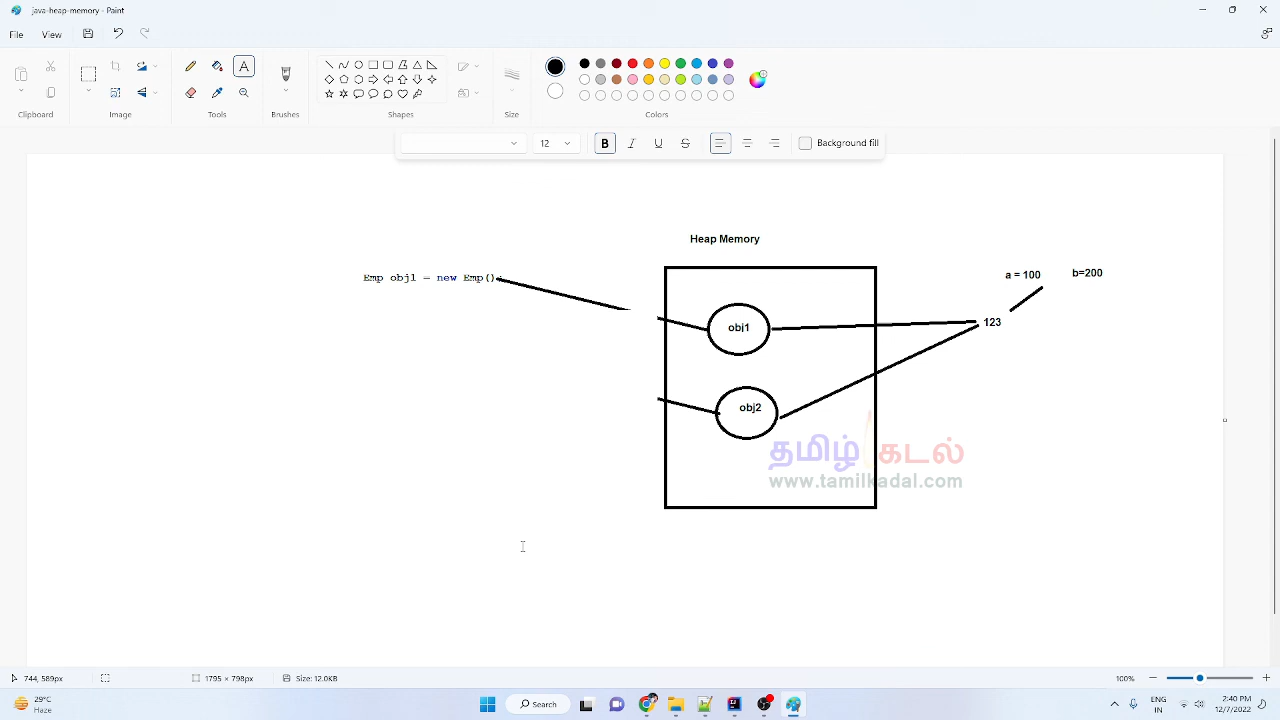 java-heap-memory - Paint
File View
Clipboard Image Tools Brushes Shapes Size Colors
12 B I U S Background fill
Heap Memory
Emp obj1 = new Emp();
a = 100 b=200
obj1
123
obj2
தமிழ் கடல்
www.tamilkadal.com
744, 589px 1795 × 798px Size: 12.0KB 100%
29°C
Haze
Search
ENG
IN
2:40 PM
12/7/2022